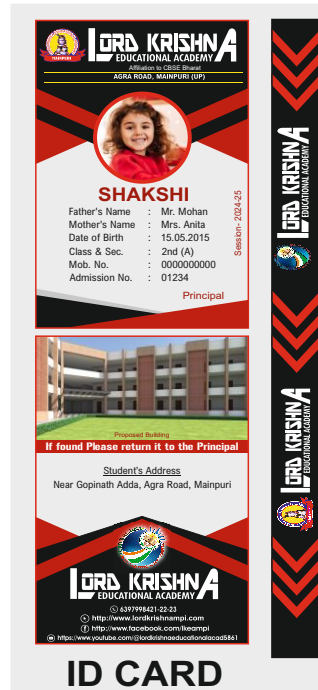 LORD KRISHNA
EDUCATIONAL ACADEMY
Affiliation to CBSE Bharat
AGRA ROAD, MAINPURI (UP)
MAINPURI
SHAKSHI
Father's Name : Mr. Mohan
Mother's Name : Mrs. Anita
Date of Birth : 15.05.2015
Class & Sec. : 2nd (A)
Mob. No. : 0000000000
Admission No. : 01234
Session- 2024-25
Principal
Proposed Building
If found Please return it to the Principal
Student's Address
Near Gopinath Adda, Agra Road, Mainpuri
LORD KRISHNA
EDUCATIONAL ACADEMY
6397998421-22-23
http://www.lordkrishnampi.com
http://www.facebook.com/lkeampi
https://www.youtube.com/@lordkrishnaeducationalacad5861
LORD KRISHNA
EDUCATIONAL ACADEMY
LORD KRISHNA
EDUCATIONAL ACADEMY
ID CARD